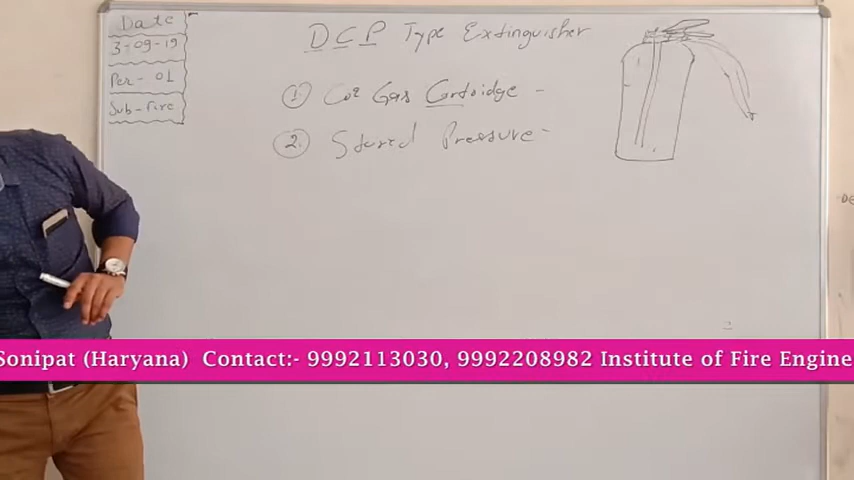 Date
3-09-19
Per- 01
Sub-Fire
DCP Type Extinguisher
1. Co2 Gas Cartridge -
2. Stored Pressure-
Sonipat (Haryana) Contact:- 9992113030, 9992208982 Institute of Fire Engine